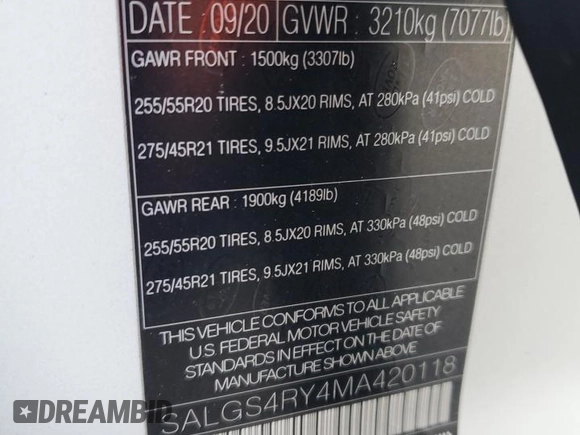 DATE 09/20 GVWR : 3210kg (7077lb)
GAWR FRONT : 1500kg (3307lb)
255/55R20 TIRES, 8.5JX20 RIMS, AT 280kPa (41psi) COLD
275/45R21 TIRES, 9.5JX21 RIMS, AT 280kPa (41psi) COLD
GAWR REAR : 1900kg (4189lb)
255/55R20 TIRES, 8.5JX20 RIMS, AT 330kPa (48psi) COLD
275/45R21 TIRES, 9.5JX21 RIMS, AT 330kPa (48psi) COLD
THIS VEHICLE CONFORMS TO ALL APPLICABLE
U.S. FEDERAL MOTOR VEHICLE SAFETY
STANDARDS IN EFFECT ON THE DATE OF
MANUFACTURE SHOWN ABOVE
SALGS4RY4MA420118
DREAMBID